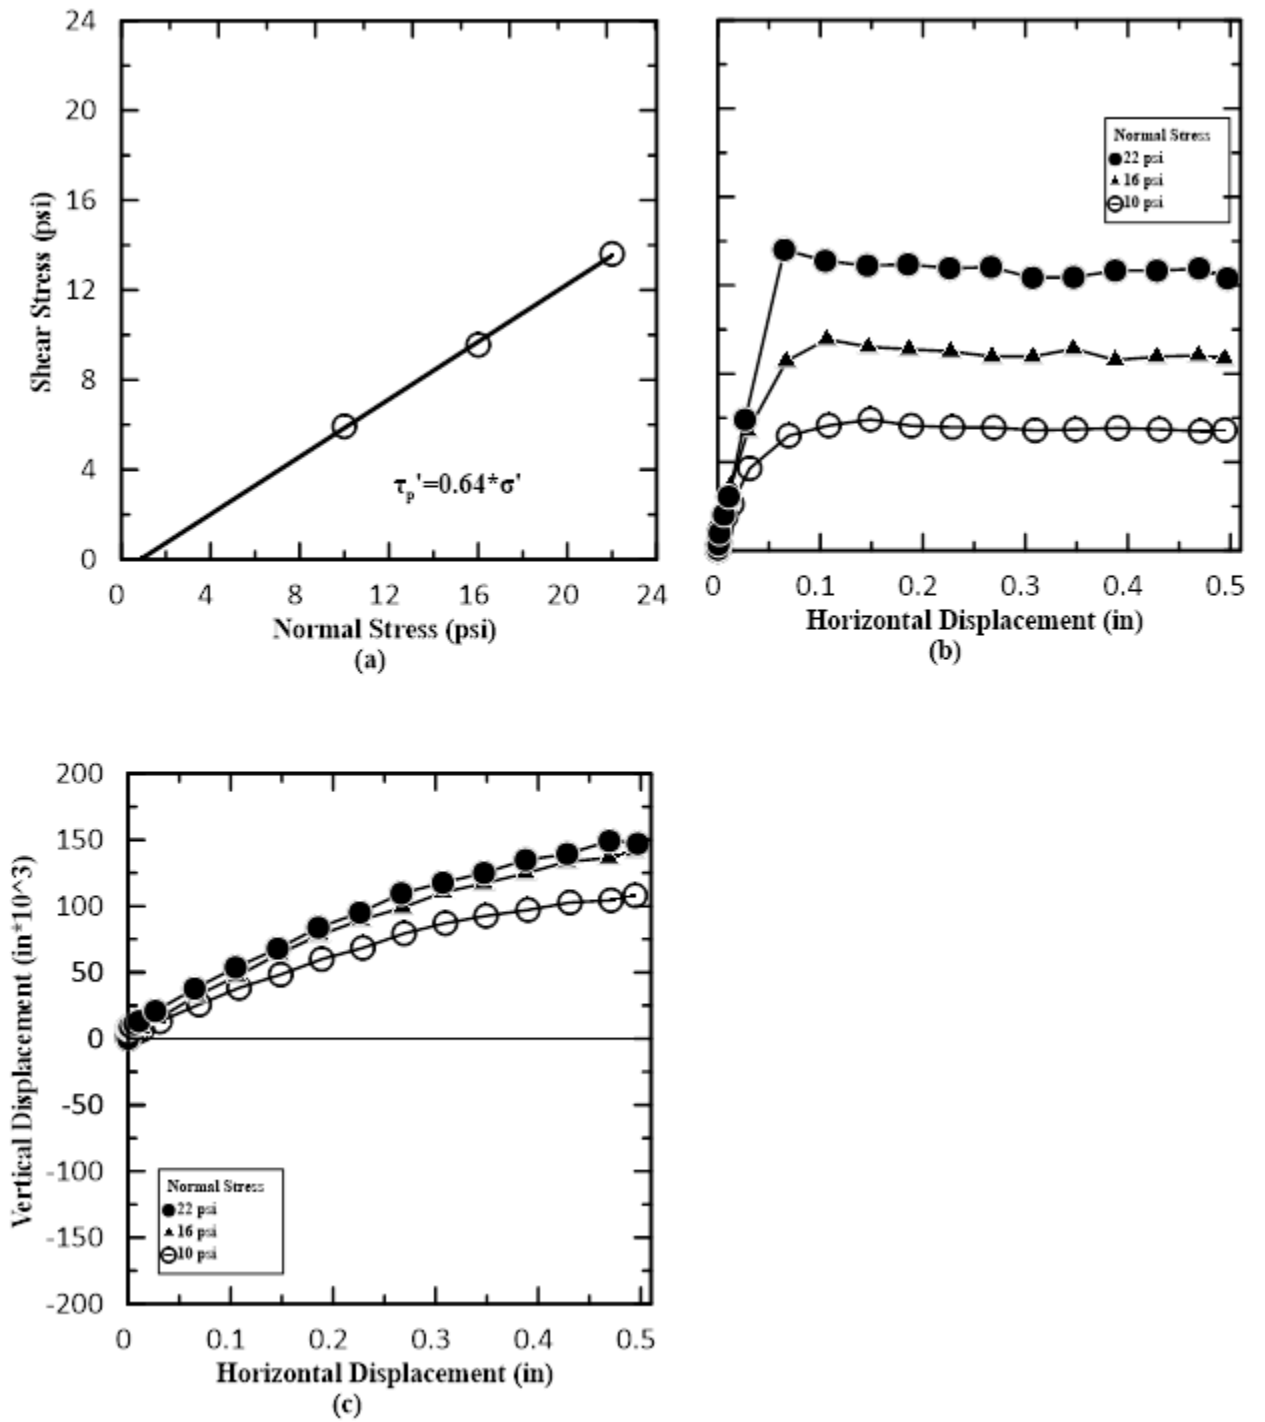 24
20
16
12
8
4
0
Shear Stress (psi)
τp'=0.64*σ'
0 4 8 12 16 20 24
Normal Stress (psi)
(a)
Normal Stress
22 psi
16 psi
10 psi
0 0.1 0.2 0.3 0.4 0.5
Horizontal Displacement (in)
(b)
200
150
100
50
0
-50
-100
-150
-200
Vertical Displacement (in*10^3)
Normal Stress
22 psi
16 psi
10 psi
0 0.1 0.2 0.3 0.4 0.5
Horizontal Displacement (in)
(c)